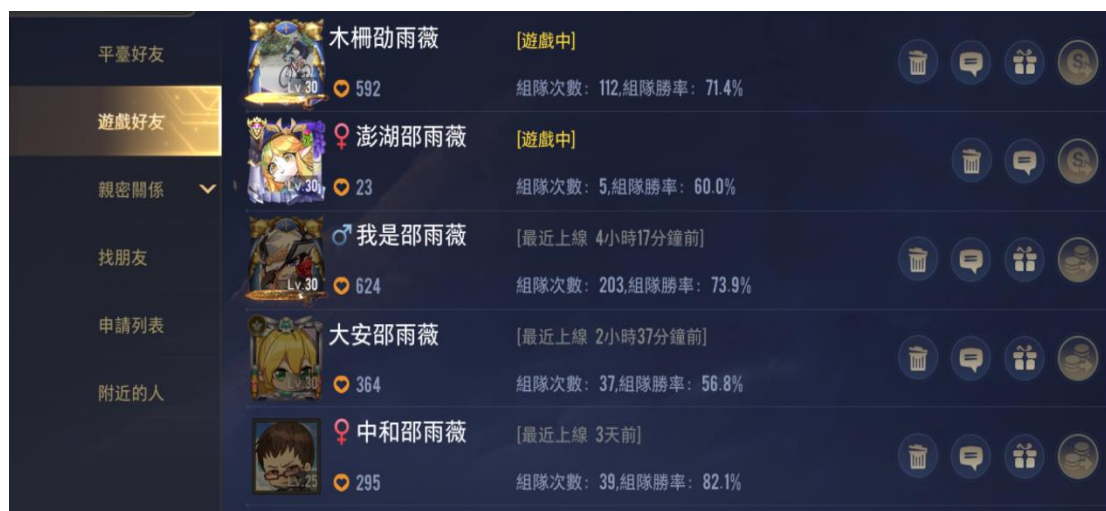 平臺好友
遊戲好友
親密關係
找朋友
申請列表
附近的人
木柵劭雨薇
[遊戲中]
Lv.30
592
組隊次數: 112,組隊勝率: 71.4%
澎湖邵雨薇
[遊戲中]
Lv.30
23
組隊次數: 5,組隊勝率: 60.0%
我是邵雨薇
[最近上線 4小時17分鐘前]
Lv.30
624
組隊次數: 203,組隊勝率: 73.9%
大安邵雨薇
[最近上線 2小時37分鐘前]
Lv.30
364
組隊次數: 37,組隊勝率: 56.8%
中和邵雨薇
[最近上線 3天前]
Lv.25
295
組隊次數: 39,組隊勝率: 82.1%